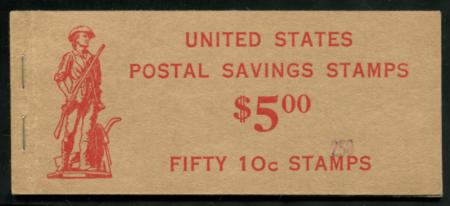 UNITED STATES
POSTAL SAVINGS STAMPS
$5.00
250
FIFTY 10c STAMPS